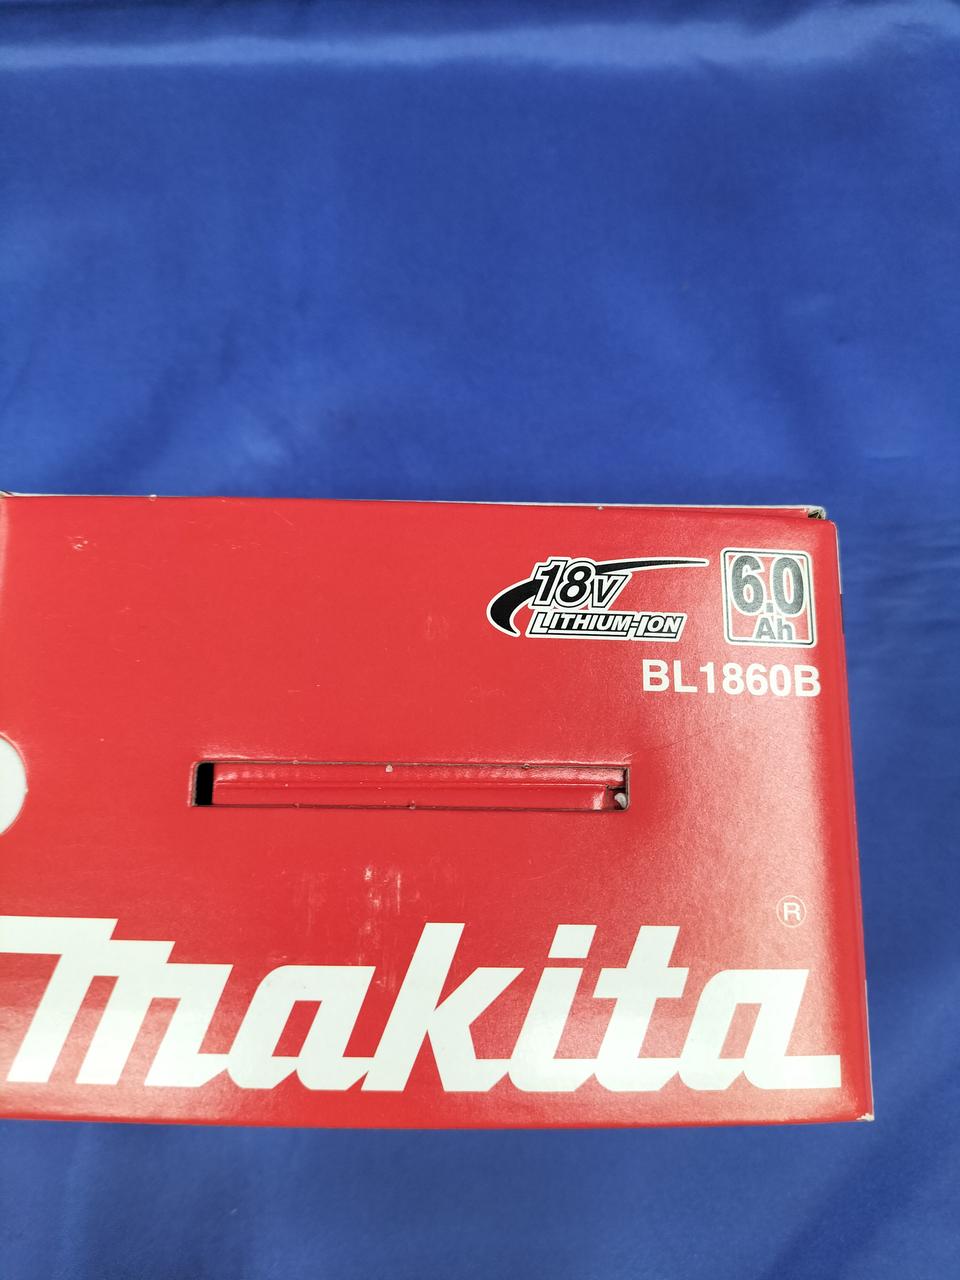 18V
LITHIUM-ION
6.0
Ah
BL1860B
makita®